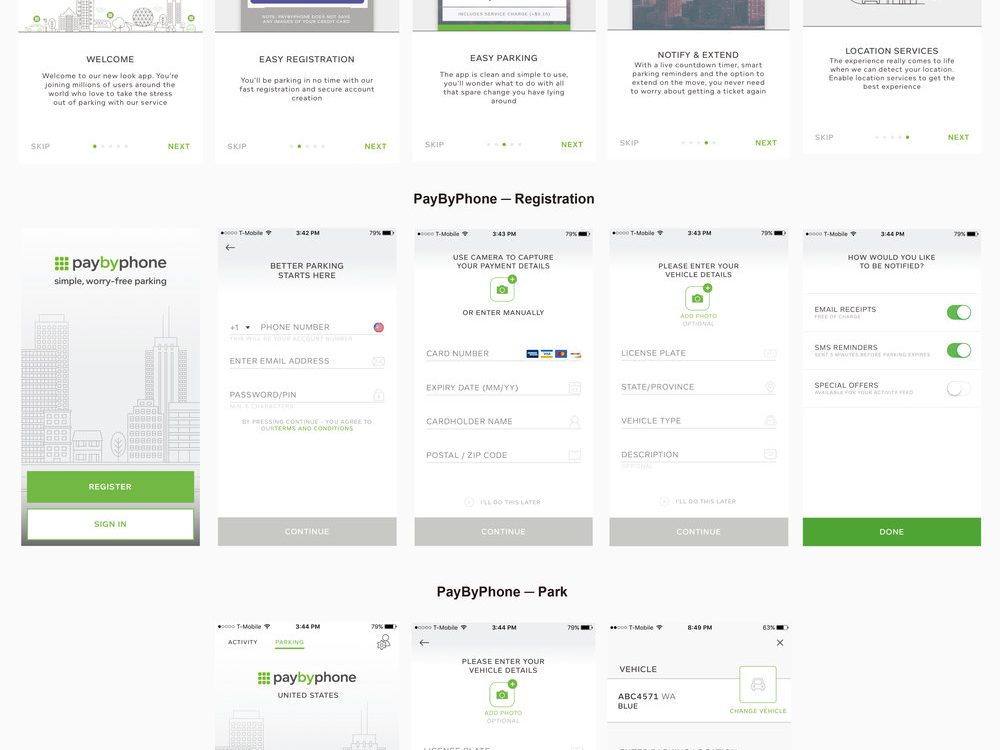 NOTE: PAYBYPHONE DOES NOT SAVE
ANY IMAGES OF YOUR CREDIT CARD
INCLUDES SERVICE CHARGE (+$0.15)
WELCOME
Welcome to our new look app. You're
joining millions of users around the
world who love to take the stress
out of parking with our service
SKIP
NEXT
EASY REGISTRATION
You'll be parking in no time with our
fast registration and secure account
creation
SKIP
NEXT
EASY PARKING
The app is clean and simple to use,
you'll wonder what to do with all
that spare change you have lying
around
SKIP
NEXT
NOTIFY & EXTEND
With a live countdown timer, smart
parking reminders and the option to
extend on the move, you never need
to worry about getting a ticket again
SKIP
NEXT
LOCATION SERVICES
The experience really comes to life
when we can detect your location.
Enable location services to get the
best experience
SKIP
NEXT
PayByPhone — Registration
paybyphone
simple, worry-free parking
REGISTER
SIGN IN
T-Mobile 3:42 PM 79%
BETTER PARKING
STARTS HERE
+1 PHONE NUMBER
THIS WILL BE YOUR ACCOUNT NUMBER
ENTER EMAIL ADDRESS
PASSWORD/PIN
MIN. 5 CHARACTERS
BY PRESSING CONTINUE - YOU AGREE TO
OURTERMS AND CONDITIONS
CONTINUE
T-Mobile 3:43 PM 79%
USE CAMERA TO CAPTURE
YOUR PAYMENT DETAILS
OR ENTER MANUALLY
CARD NUMBER
EXPIRY DATE (MM/YY)
CARDHOLDER NAME
POSTAL / ZIP CODE
I'LL DO THIS LATER
CONTINUE
T-Mobile 3:43 PM 79%
PLEASE ENTER YOUR
VEHICLE DETAILS
ADD PHOTO
OPTIONAL
LICENSE PLATE
STATE/PROVINCE
VEHICLE TYPE
DESCRIPTION
OPTIONAL
I'LL DO THIS LATER
CONTINUE
T-Mobile 3:44 PM 79%
HOW WOULD YOU LIKE
TO BE NOTIFIED?
EMAIL RECEIPTS
FREE OF CHARGE
SMS REMINDERS
SENT 5 MINUTES BEFORE PARKING EXPIRES
SPECIAL OFFERS
AVAILABLE FOR YOUR ACTIVITY FEED
DONE
PayByPhone — Park
T-Mobile 3:44 PM 79%
ACTIVITY PARKING
paybyphone
UNITED STATES
T-Mobile 3:44 PM 79%
PLEASE ENTER YOUR
VEHICLE DETAILS
ADD PHOTO
OPTIONAL
LICENSE PLATE
T-Mobile 8:49 PM 63%
VEHICLE
ABC4571 WA
BLUE
CHANGE VEHICLE